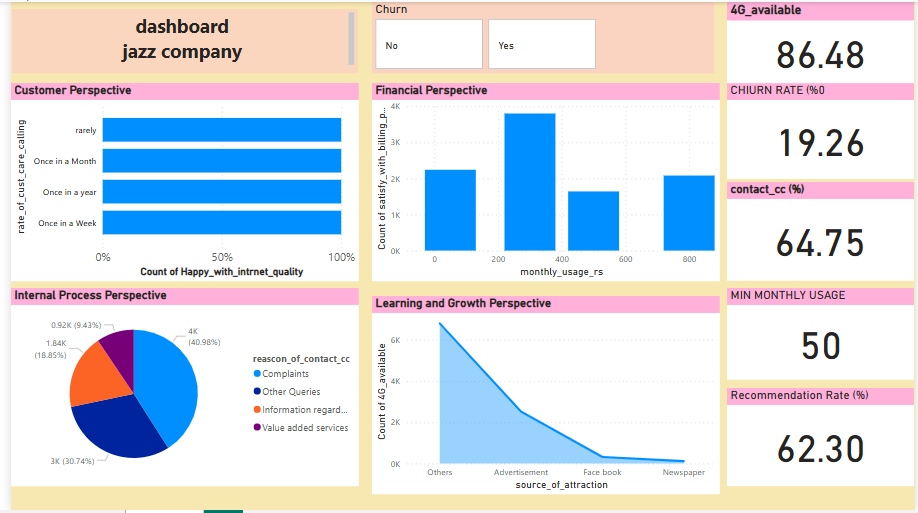 dashboard
jazz company
Churn
No
Yes
4G_available
86.48
CHIURN RATE (%0
19.26
contact_cc (%)
64.75
MIN MONTHLY USAGE
50
Recommendation Rate (%)
62.30
Customer Perspective
rate_of_cust_care_calling
rarely
Once in a Month
Once in a year
Once in a Week
0%
50%
100%
Count of Happy_with_intrnet_quality
Financial Perspective
Count of satisfy_with_billing_p...
4K
3K
2K
1K
0K
0
200
400
600
800
monthly_usage_rs
Internal Process Perspective
0.92K (9.43%)
1.84K
(18.85%)
4K
(40.98%)
3K (30.74%)
reascon_of_contact_cc
Complaints
Other Queries
Information regard...
Value added services
Learning and Growth Perspective
Count of 4G_available
6K
4K
2K
0K
Others
Advertisement
Face book
Newspaper
source_of_attraction